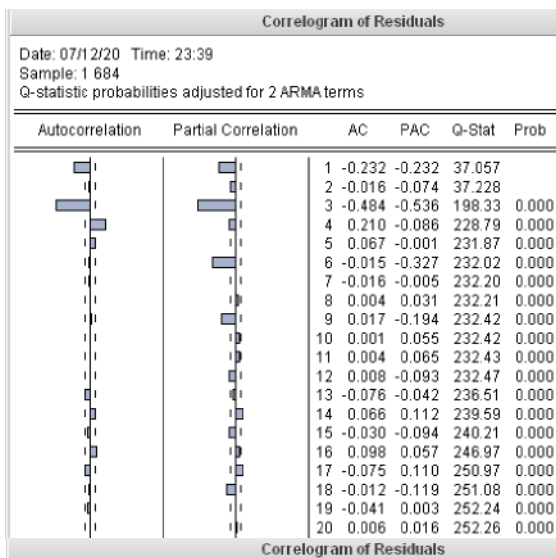 Correlogram of Residuals
Date: 07/12/20 Time: 23:39
Sample: 1 684
Q-statistic probabilities adjusted for 2 ARMA terms
Autocorrelation Partial Correlation AC PAC Q-Stat Prob
1 -0.232 -0.232 37.057
2 -0.016 -0.074 37.228
3 -0.484 -0.536 198.33 0.000
4 0.210 -0.086 228.79 0.000
5 0.067 -0.001 231.87 0.000
6 -0.015 -0.327 232.02 0.000
7 -0.016 -0.005 232.20 0.000
8 0.004 0.031 232.21 0.000
9 0.017 -0.194 232.42 0.000
10 0.001 0.055 232.42 0.000
11 0.004 0.065 232.43 0.000
12 0.008 -0.093 232.47 0.000
13 -0.076 -0.042 236.51 0.000
14 0.066 0.112 239.59 0.000
15 -0.030 -0.094 240.21 0.000
16 0.098 0.057 246.97 0.000
17 -0.075 0.110 250.97 0.000
18 -0.012 -0.119 251.08 0.000
19 -0.041 0.003 252.24 0.000
20 0.006 0.016 252.26 0.000
Correlogram of Residuals